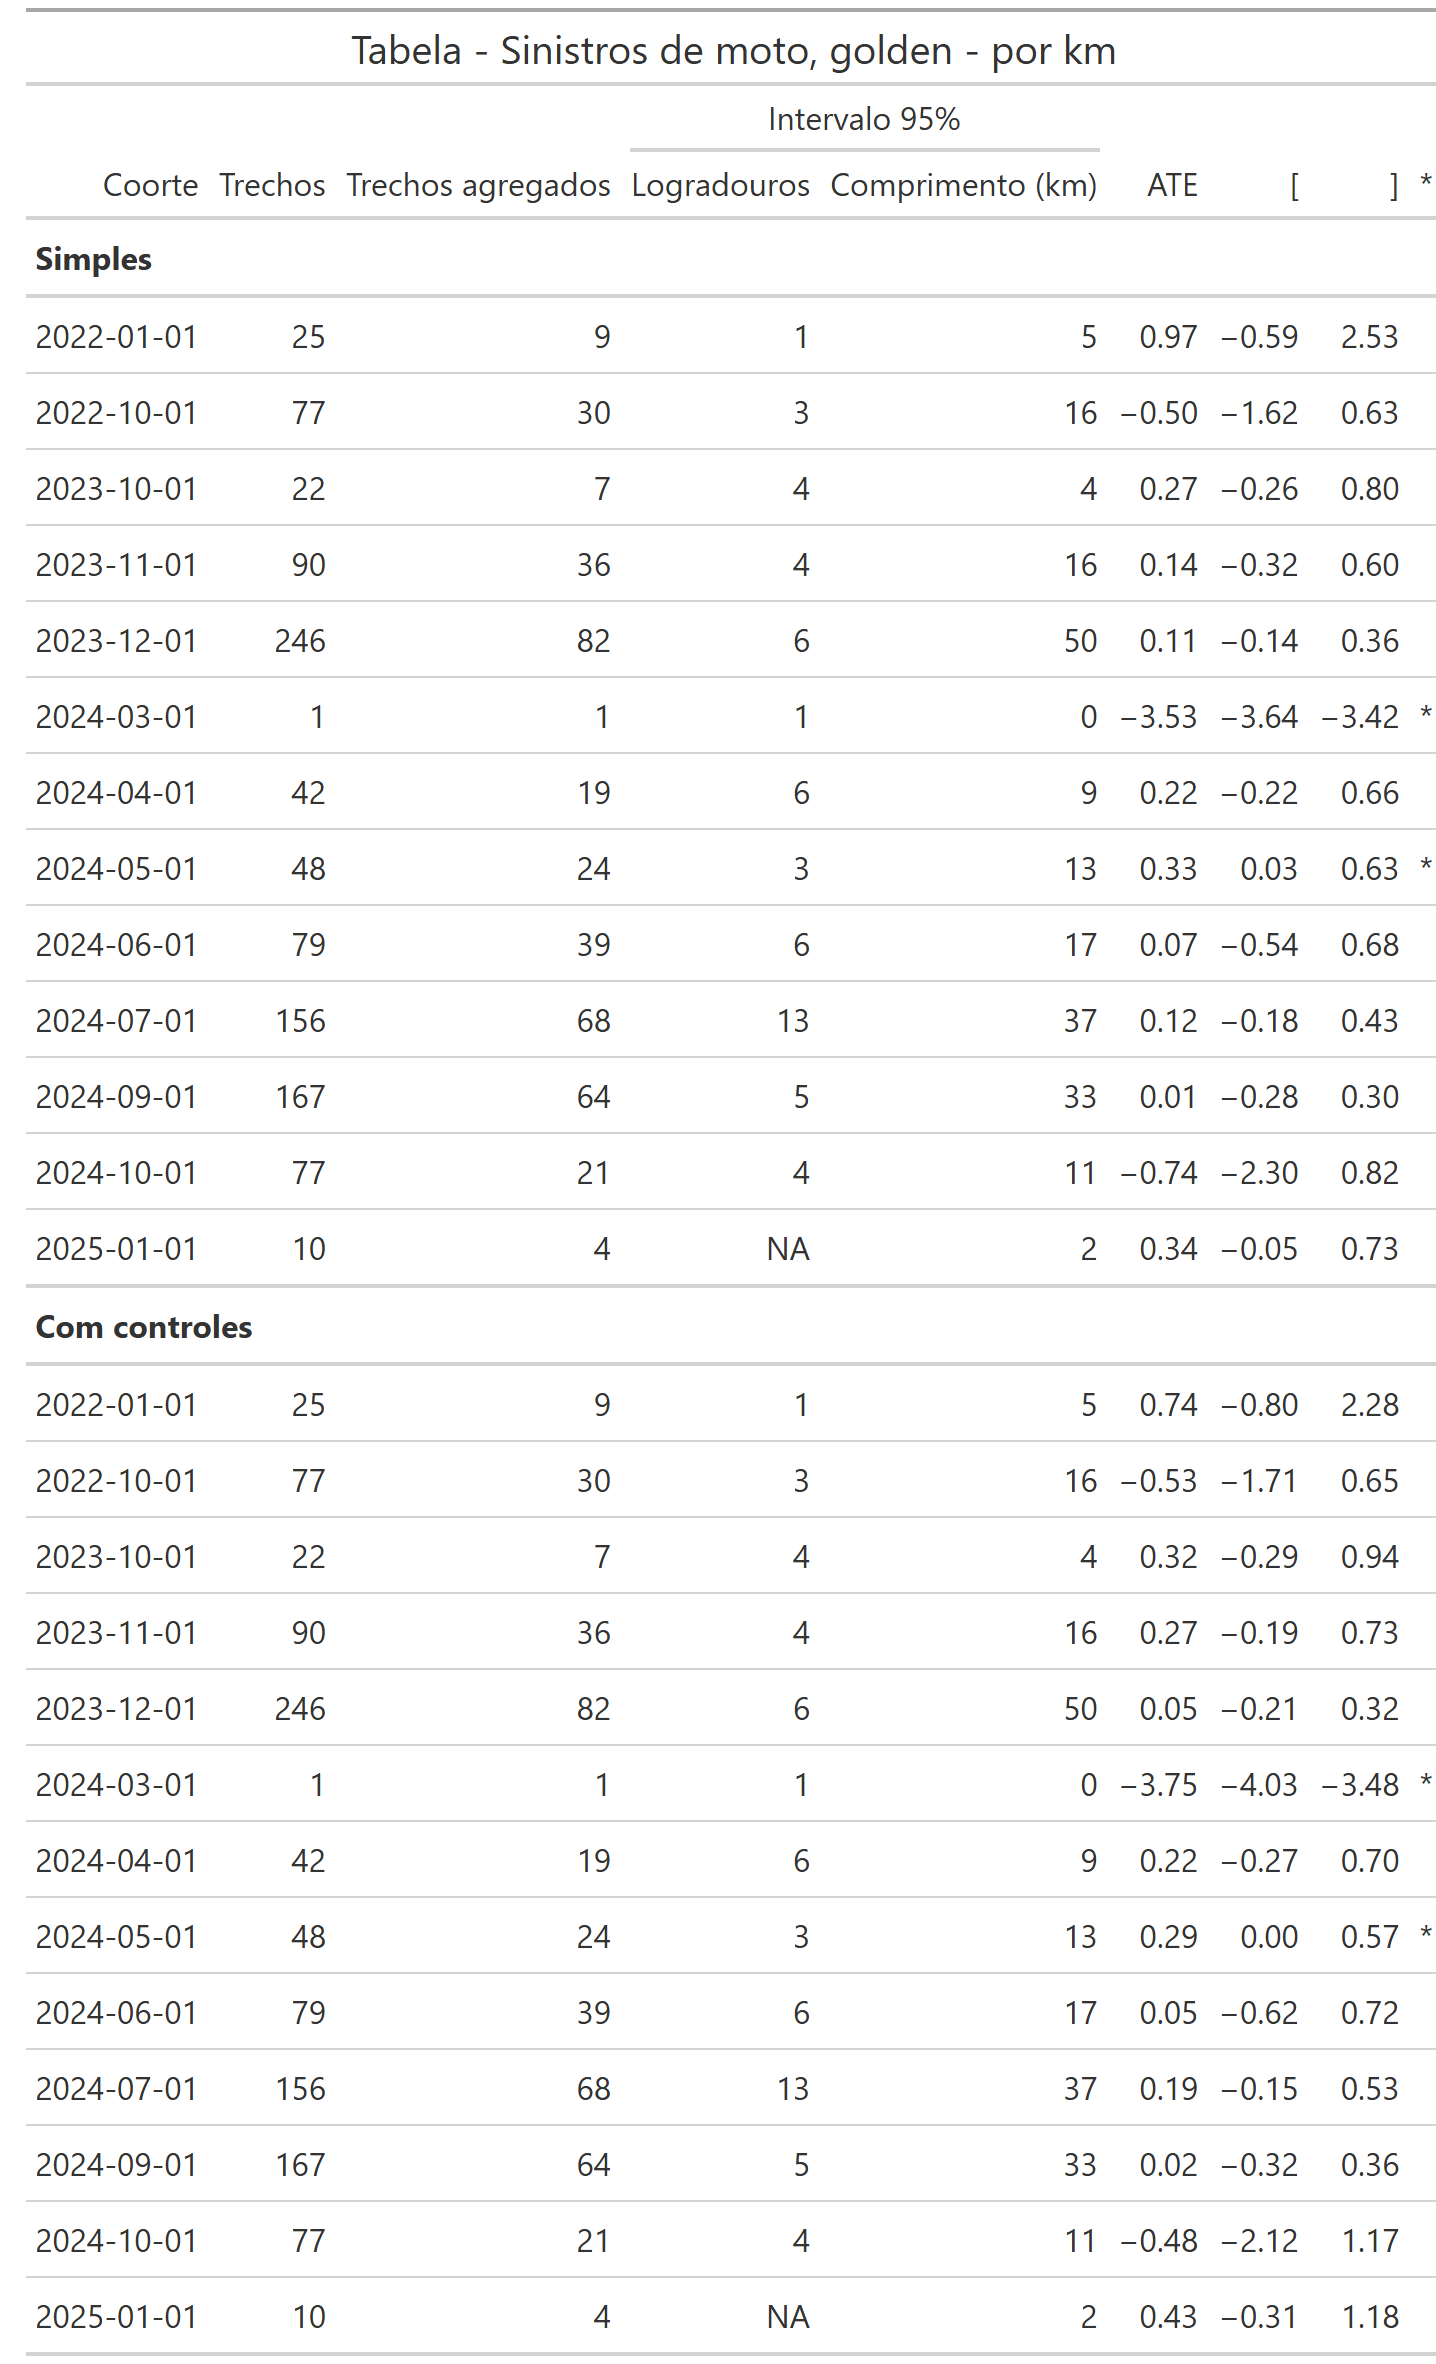 Tabela - Sinistros de moto, golden - por km
Intervalo 95%
Coorte Trechos Trechos agregados Logradouros Comprimento (km) ATE [ ] *
Simples
2022-01-01 25 9 1 5 0.97 −0.59 2.53
2022-10-01 77 30 3 16 −0.50 −1.62 0.63
2023-10-01 22 7 4 4 0.27 −0.26 0.80
2023-11-01 90 36 4 16 0.14 −0.32 0.60
2023-12-01 246 82 6 50 0.11 −0.14 0.36
2024-03-01 1 1 1 0 −3.53 −3.64 −3.42 *
2024-04-01 42 19 6 9 0.22 −0.22 0.66
2024-05-01 48 24 3 13 0.33 0.03 0.63 *
2024-06-01 79 39 6 17 0.07 −0.54 0.68
2024-07-01 156 68 13 37 0.12 −0.18 0.43
2024-09-01 167 64 5 33 0.01 −0.28 0.30
2024-10-01 77 21 4 11 −0.74 −2.30 0.82
2025-01-01 10 4 NA 2 0.34 −0.05 0.73
Com controles
2022-01-01 25 9 1 5 0.74 −0.80 2.28
2022-10-01 77 30 3 16 −0.53 −1.71 0.65
2023-10-01 22 7 4 4 0.32 −0.29 0.94
2023-11-01 90 36 4 16 0.27 −0.19 0.73
2023-12-01 246 82 6 50 0.05 −0.21 0.32
2024-03-01 1 1 1 0 −3.75 −4.03 −3.48 *
2024-04-01 42 19 6 9 0.22 −0.27 0.70
2024-05-01 48 24 3 13 0.29 0.00 0.57 *
2024-06-01 79 39 6 17 0.05 −0.62 0.72
2024-07-01 156 68 13 37 0.19 −0.15 0.53
2024-09-01 167 64 5 33 0.02 −0.32 0.36
2024-10-01 77 21 4 11 −0.48 −2.12 1.17
2025-01-01 10 4 NA 2 0.43 −0.31 1.18